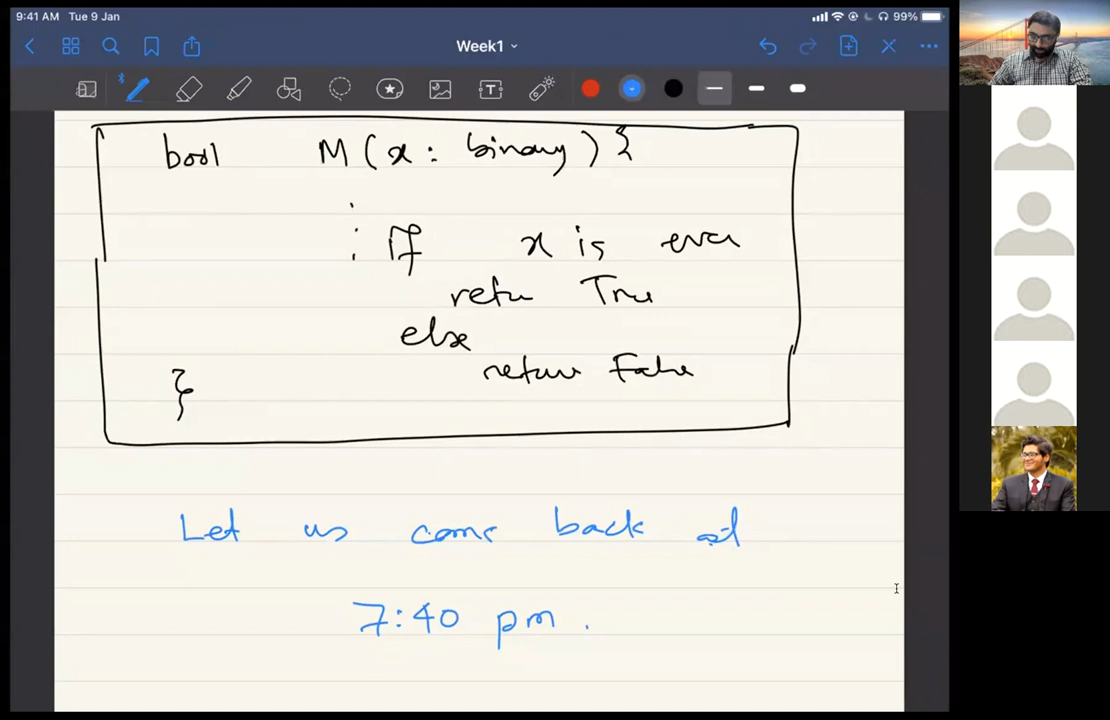 9:41 AM Tue 9 Jan 99%
Week1
bool M(x: binary) {
If x is even
return True
else
return False
}
Let us come back at
7:40 pm.